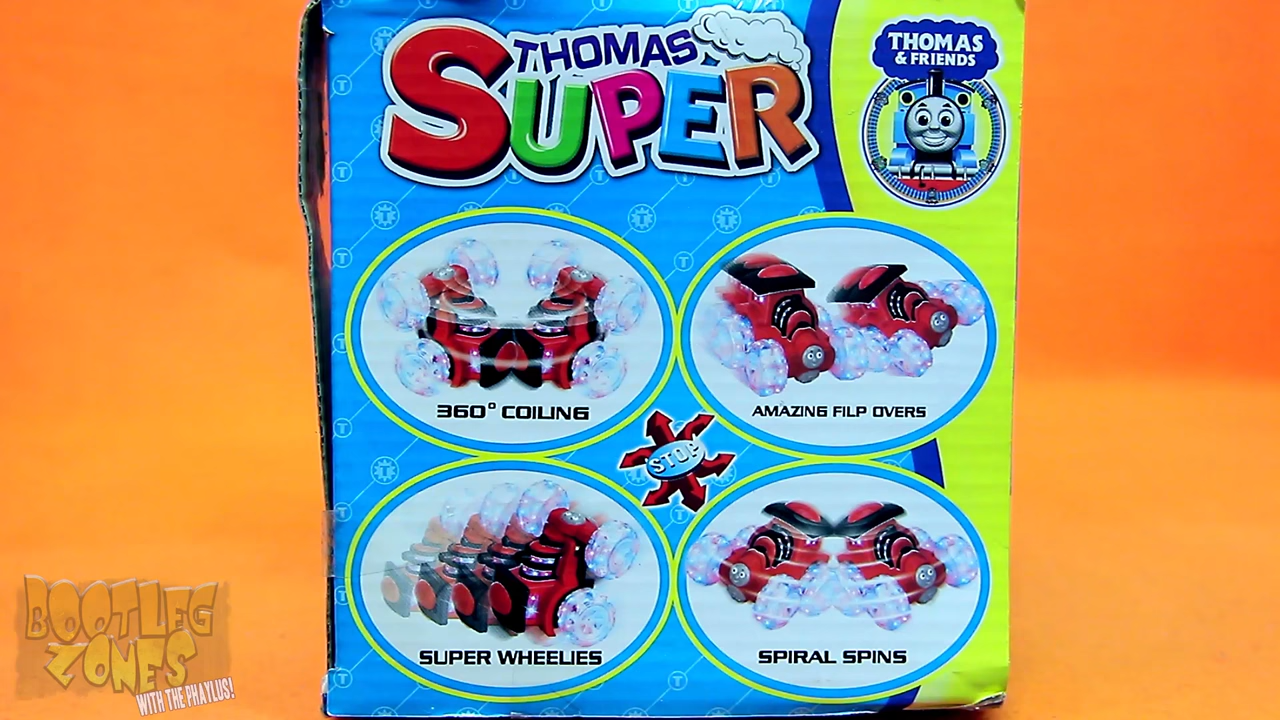 THOMAS
SUPER
THOMAS
& FRIENDS
360° COILING
AMAZING FILP OVERS
STOP
SUPER WHEELIES
SPIRAL SPINS
BOOTLEG
ZONES
WITH THE PHAYLUS!